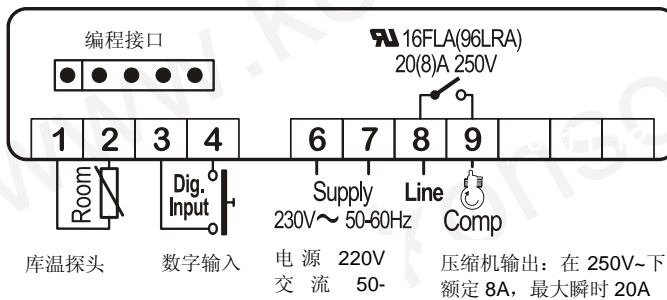 编程接口
16FLA(96LRA)
20(8)A 250V
1 2 3 4 6 7 8 9
Room
Dig.
Input
Supply
230V～ 50-60Hz
Line
Comp
库温探头
数字输入
电 源 220V
交 流 50-
压缩机输出：在 250V~下
额定 8A，最大瞬时 20A